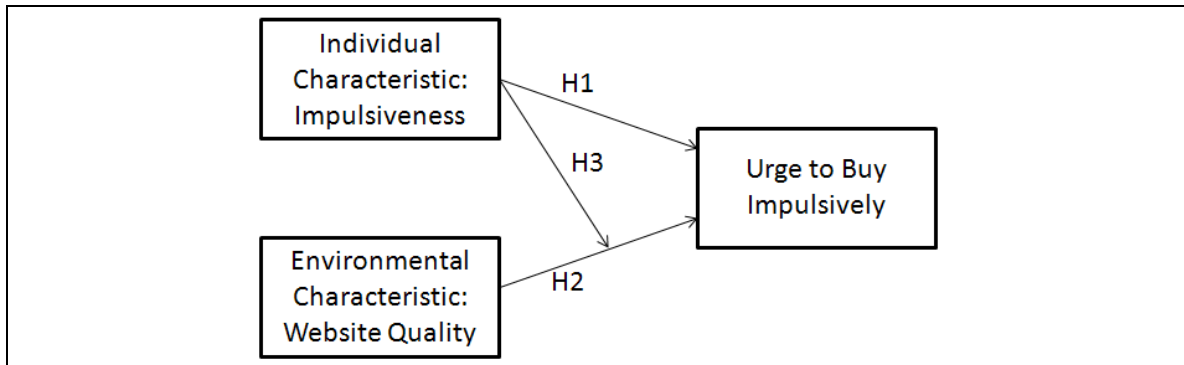 Individual
Characteristic:
Impulsiveness
H1
H3
Urge to Buy
Impulsively
Environmental
Characteristic:
Website Quality
H2